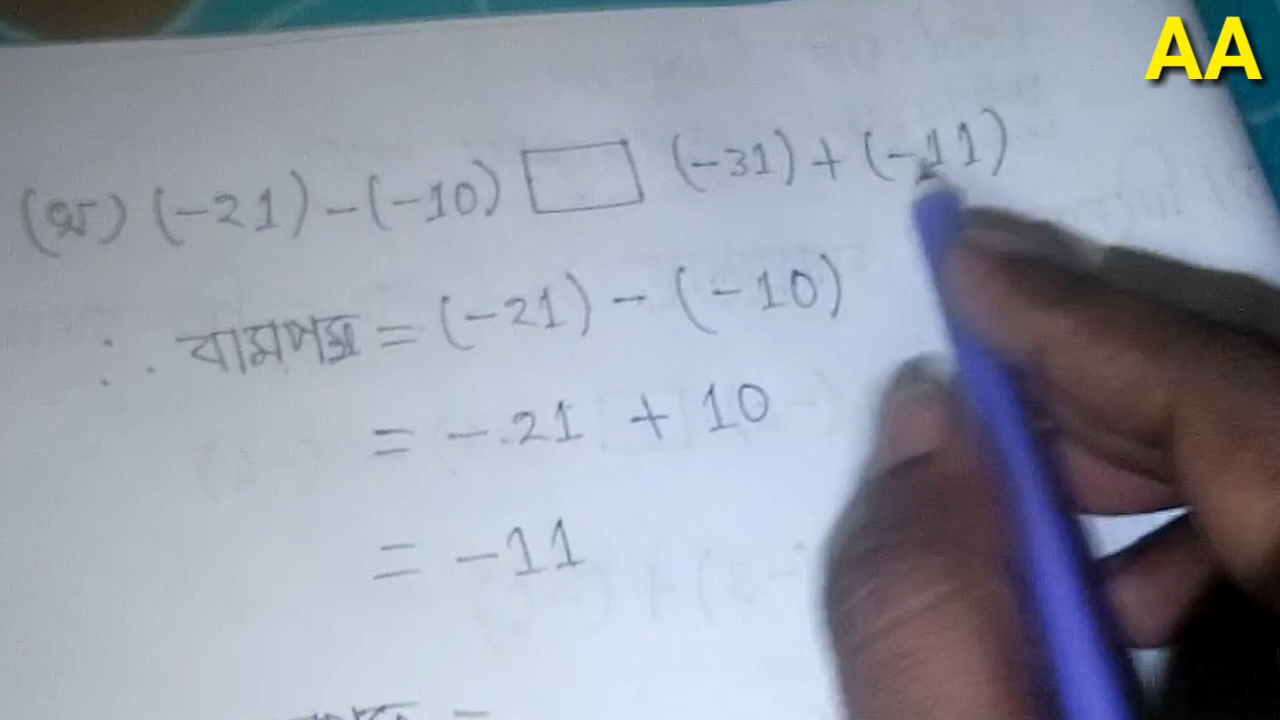 AA
(খ) (-21) - (-10) □ (-31) + (-11)
∴ বামপক্ষ = (-21) - (-10)
= -21 + 10
= -11